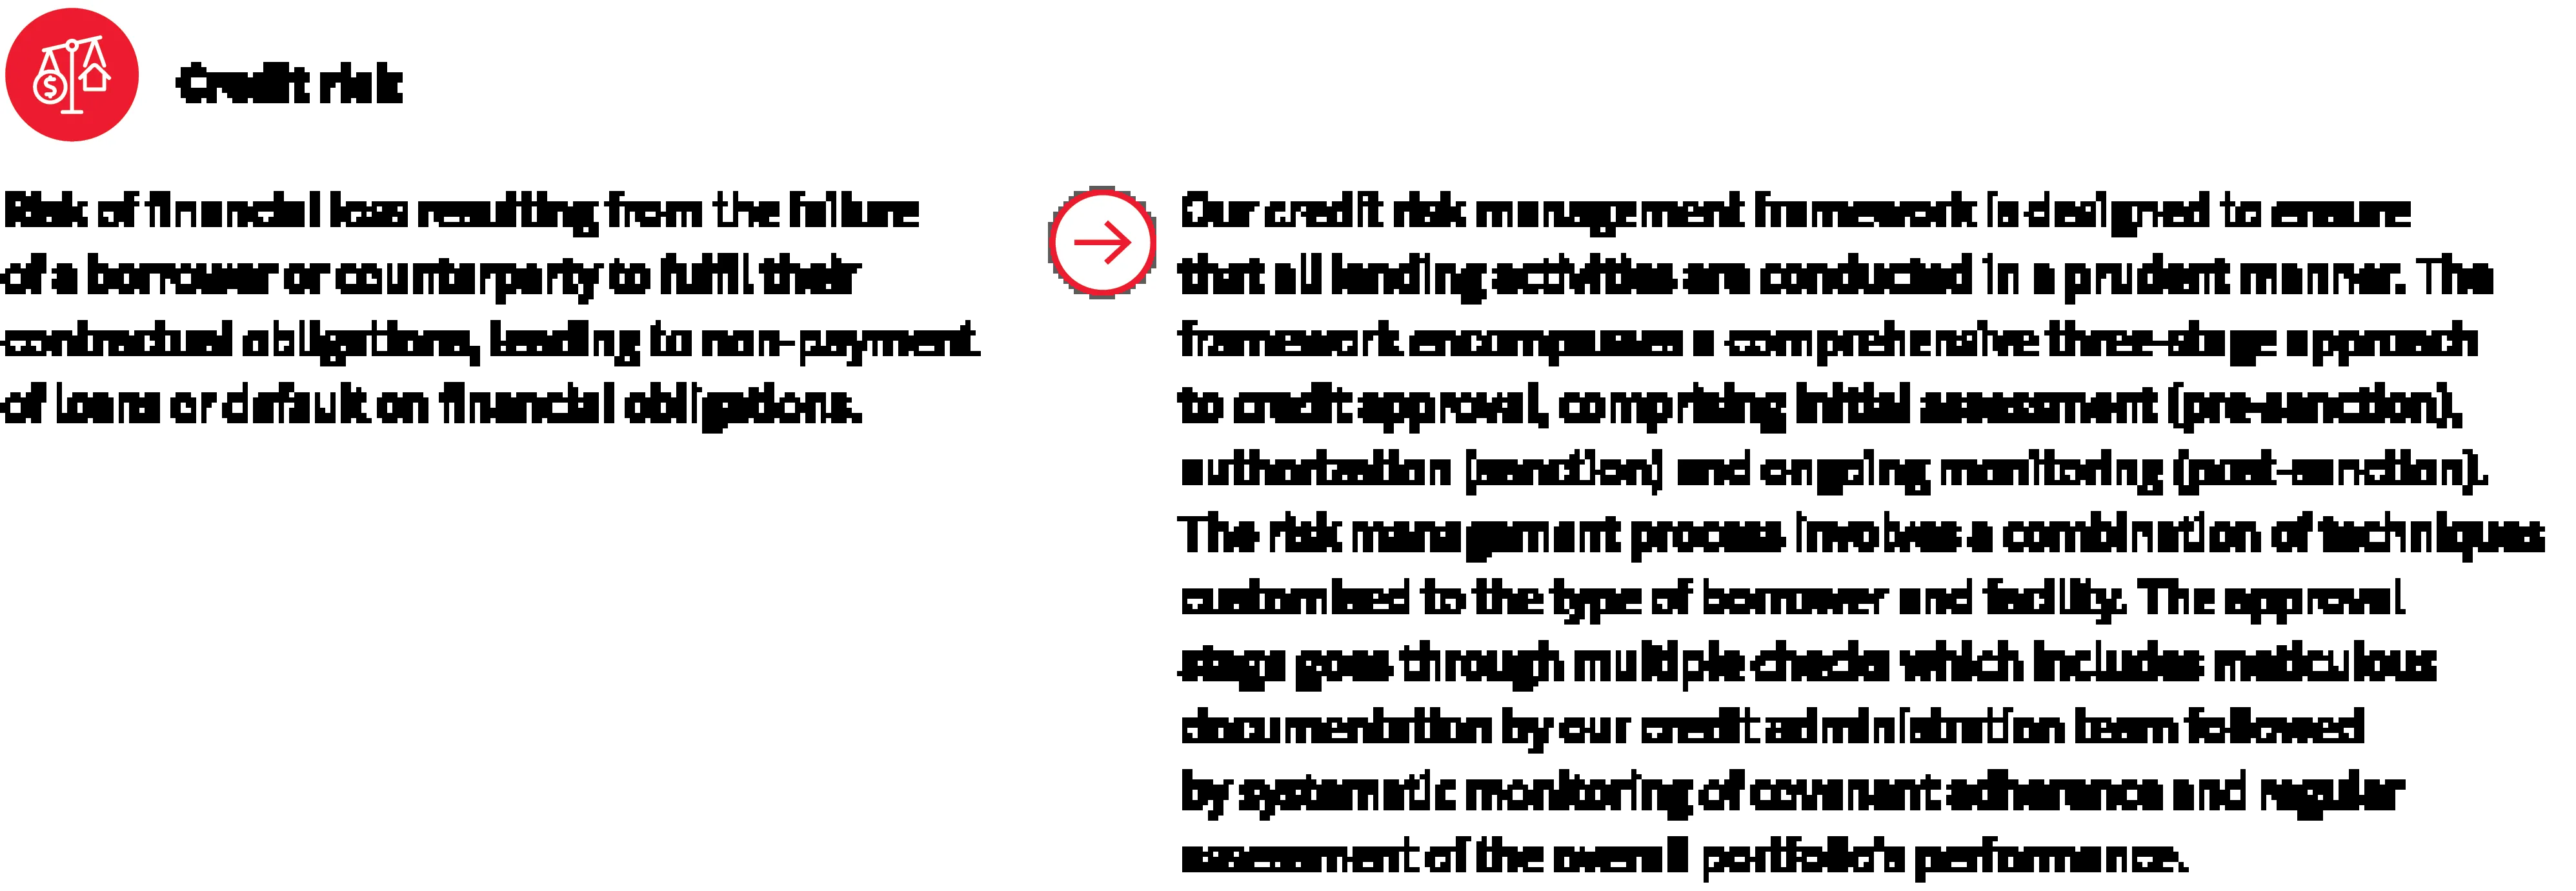 Credit risk
Risk of financial loss resulting from the failure
of a borrower or counterparty to fulfil their
contractual obligations, leading to non-payment
of loans or default on financial obligations.
Our credit risk management framework is designed to ensure
that all lending activities are conducted in a prudent manner. The
framework encompasses a comprehensive three-stage approach
to credit approval, comprising initial assessment (pre-sanction),
authorization (sanction) and ongoing monitoring (post-sanction).
The risk management process involves a combination of techniques
customised to the type of borrower and facility. The approval
stage goes through multiple checks which includes meticulous
documentation by our credit administration team followed
by systematic monitoring of covenant adherence and regular
assessment of the overall portfolio's performance.